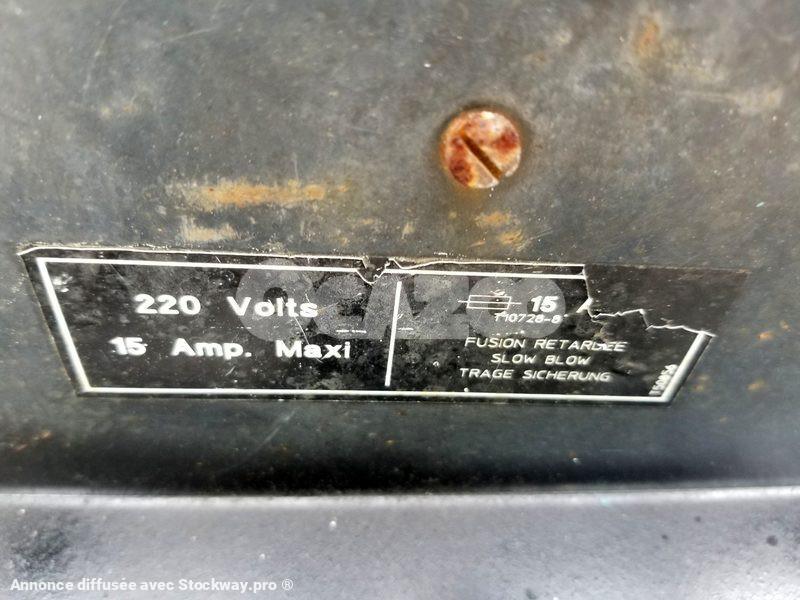 220 Volts
15 Amp. Maxi
15
T10728-8
FUSION RETARDEE
SLOW BLOW
TRAGE SICHERUNG
OCAZOO
Annonce diffusée avec Stockway.pro ®